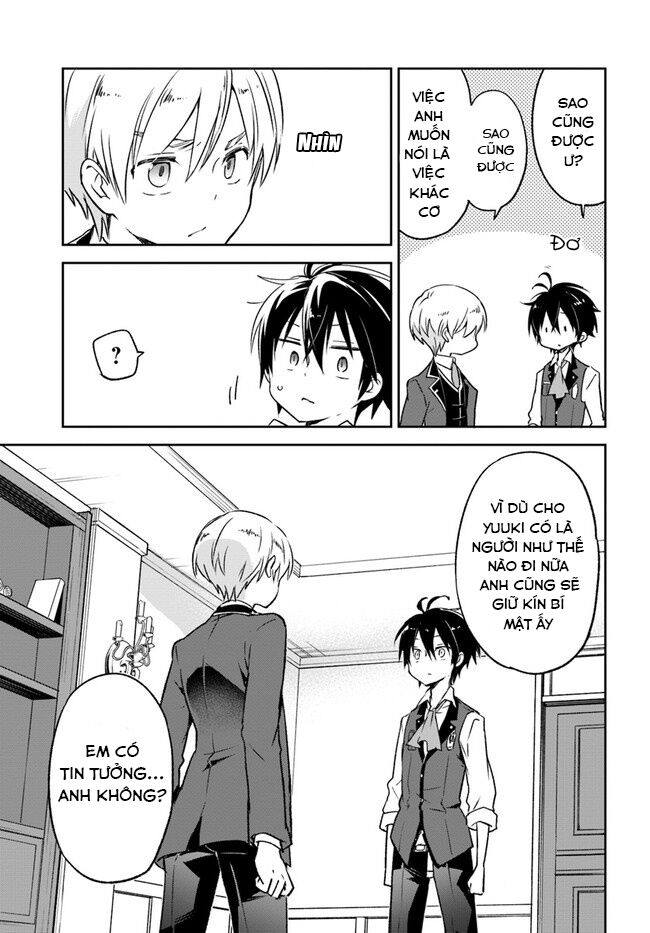 SAO
CŨNG
ĐƯỢC
Ư?
SAO
CŨNG
ĐƯỢC
VIỆC
ANH
MUỐN
NÓI LÀ
VIỆC
KHÁC
CƠ
Đơ
NHÌN
?
VÌ DÙ CHO
YUUKI CÓ LÀ
NGƯỜI NHƯ THẾ
NÀO ĐI NỮA
ANH CŨNG SẼ
GIỮ KÍN BÍ
MẬT ẤY
EM CÓ
TIN TƯỞNG...
ANH KHÔNG?